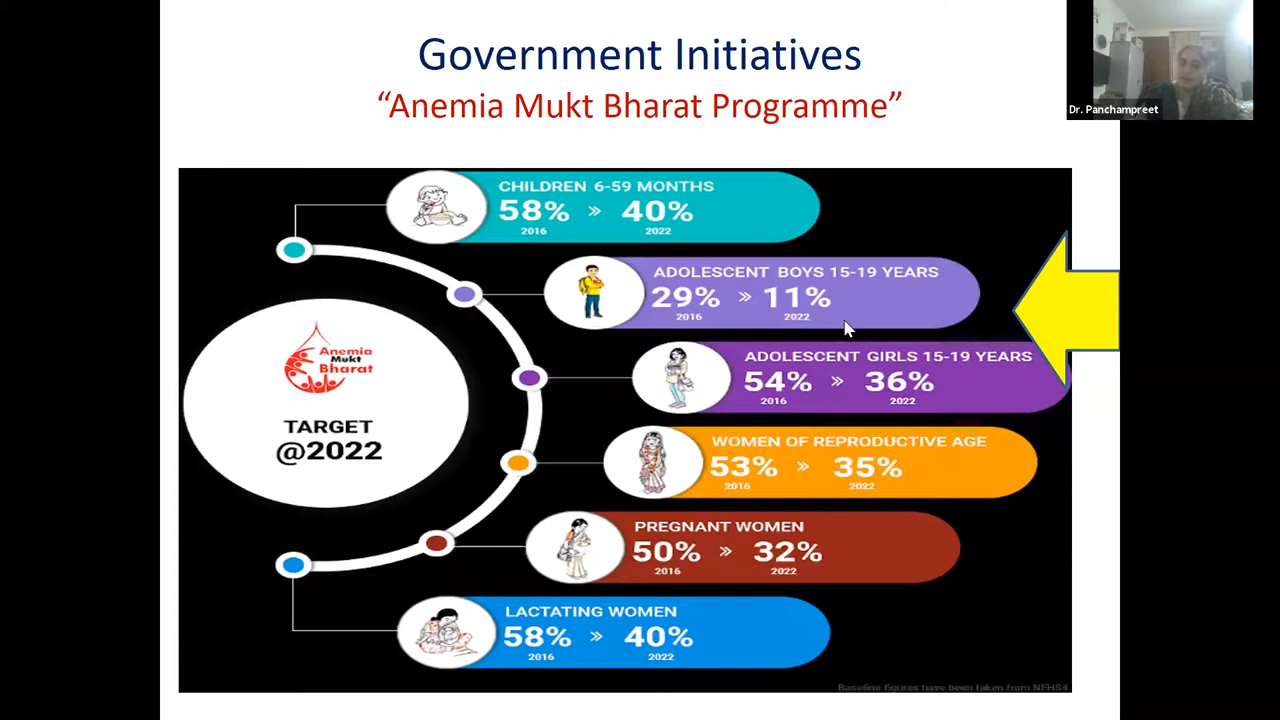 Government Initiatives
“Anemia Mukt Bharat Programme”
Dr. Panchampreet
CHILDREN 6-59 MONTHS
58% » 40%
2016 2022
ADOLESCENT BOYS 15-19 YEARS
29% » 11%
2016 2022
ADOLESCENT GIRLS 15-19 YEARS
54% » 36%
2016 2022
Anemia
Mukt
Bharat
TARGET
@2022
WOMEN OF REPRODUCTIVE AGE
53% » 35%
2016 2022
PREGNANT WOMEN
50% » 32%
2016 2022
LACTATING WOMEN
58% » 40%
2016 2022
Baseline figures have been taken from NFHS4